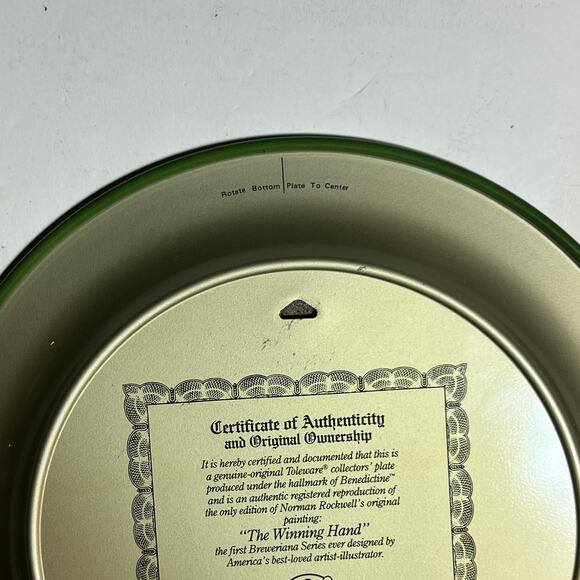 Rotate Bottom | Plate To Center
Certificate of Authenticity
and Original Ownership
It is hereby certified and documented that this is
a genuine-original Toleware® collectors' plate
produced under the hallmark of Benedictine™
and is an authentic registered reproduction of
the only edition of Norman Rockwell's original
painting:
"The Winning Hand"
the first Breweriana Series ever designed by
America's best-loved artist-illustrator.